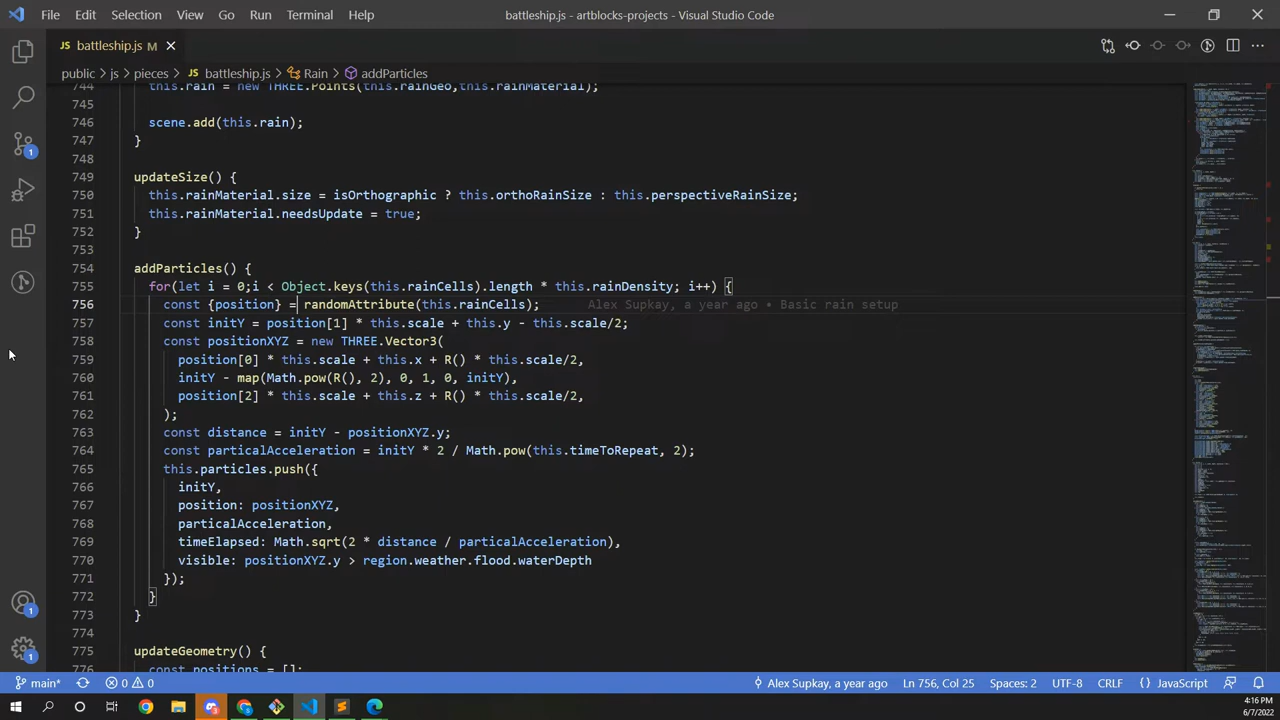 File Edit Selection View Go Run Terminal Help battleship.js - artblocks-projects - Visual Studio Code
JS battleship.js M
public > js > pieces > JS battleship.js > Rain > addParticles
744 this.rain = new THREE.Points(this.rainGeo,this.rainMaterial);
745
746 scene.add(this.rain);
747 }
748
749 updateSize() {
750 this.rainMaterial.size = isOrthographic ? this.orthoRainSize : this.perspectiveRainSize;
751 this.rainMaterial.needsUpdate = true;
752 }
753
754 addParticles() {
755 for(let i = 0;i < Object.keys(this.rainCells).length * this.rainDensity; i++) {
756 const {position} = randomAttribute(this.rainCells); Alex Supkay, a year ago • Basic rain setup
757 const initY = position[1] * this.scale + this.y - this.scale/2;
758 const positionXYZ = new THREE.Vector3(
759 position[0] * this.scale + this.x + R() * this.scale/2,
760 initY - map(Math.pow(R(), 2), 0, 1, 0, initY),
761 position[2] * this.scale + this.z + R() * this.scale/2,
762 );
763 const distance = initY - positionXYZ.y;
764 const particalAcceleration = initY * 2 / Math.pow(this.timeToRepeat, 2);
765 this.particles.push({
766 initY,
767 position: positionXYZ,
768 particalAcceleration,
769 timeElapsed: Math.sqrt(2 * distance / particalAcceleration),
770 visible: positionXYZ.y > region.weather.flood.waterDepth
771 });
772 }
773 }
774
775 updateGeometry() {
776 const positions = [];
1
1
1
main* 0 0 Supkay, a year ago Ln 756, Col 25 Spaces: 2 UTF-8 CRLF {} JavaScript
4:16 PM
6/7/2022